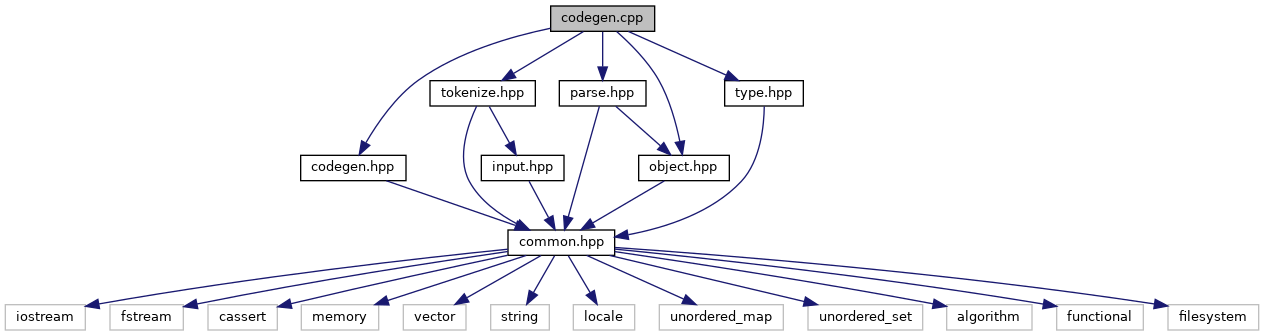 codegen.cpp
tokenize.hpp
parse.hpp
type.hpp
codegen.hpp
input.hpp
object.hpp
common.hpp
iostream
fstream
cassert
memory
vector
string
locale
unordered_map
unordered_set
algorithm
functional
filesystem